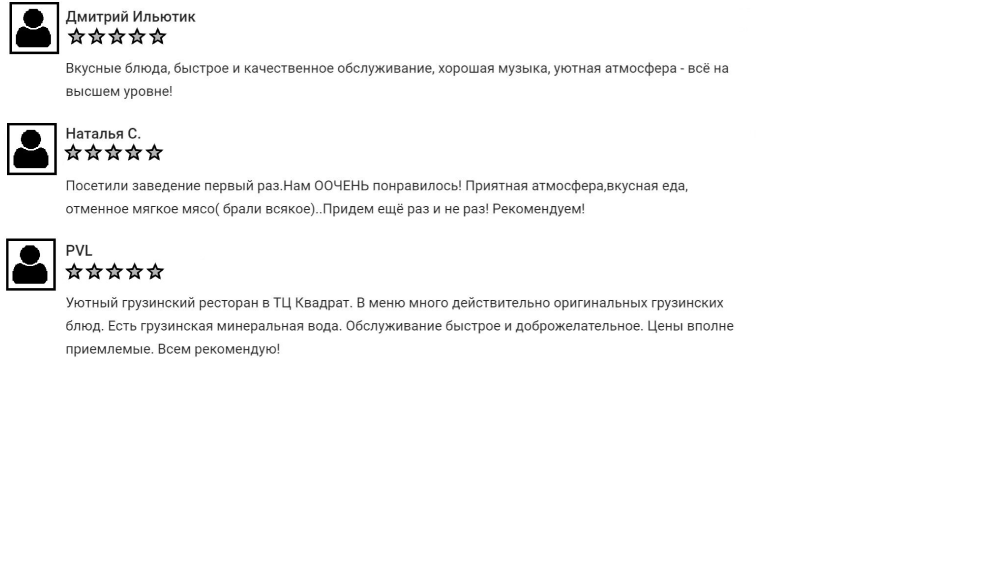 Дмитрий Ильютик
Вкусные блюда, быстрое и качественное обслуживание, хорошая музыка, уютная атмосфера - всё на
высшем уровне!
Наталья С.
Посетили заведение первый раз.Нам ООЧЕНЬ понравилось! Приятная атмосфера,вкусная еда,
отменное мягкое мясо( брали всякое)..Придем ещё раз и не раз! Рекомендуем!
PVL
Уютный грузинский ресторан в ТЦ Квадрат. В меню много действительно оригинальных грузинских
блюд. Есть грузинская минеральная вода. Обслуживание быстрое и доброжелательное. Цены вполне
приемлемые. Всем рекомендую!